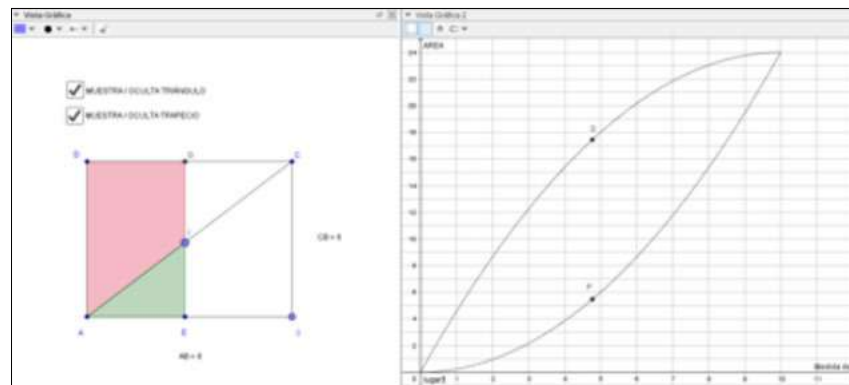 Vista Gráfica
Vista Gráfica 2
MUESTRA / OCULTA TRIÁNGULO
MUESTRA / OCULTA TRAPECIO
D
C
A
E
CB = 6
AB = 8
AREA
24
22
20
18
16
14
12
10
8
6
4
2
0
1
2
3
4
5
6
7
8
9
10
11
P
lugar1